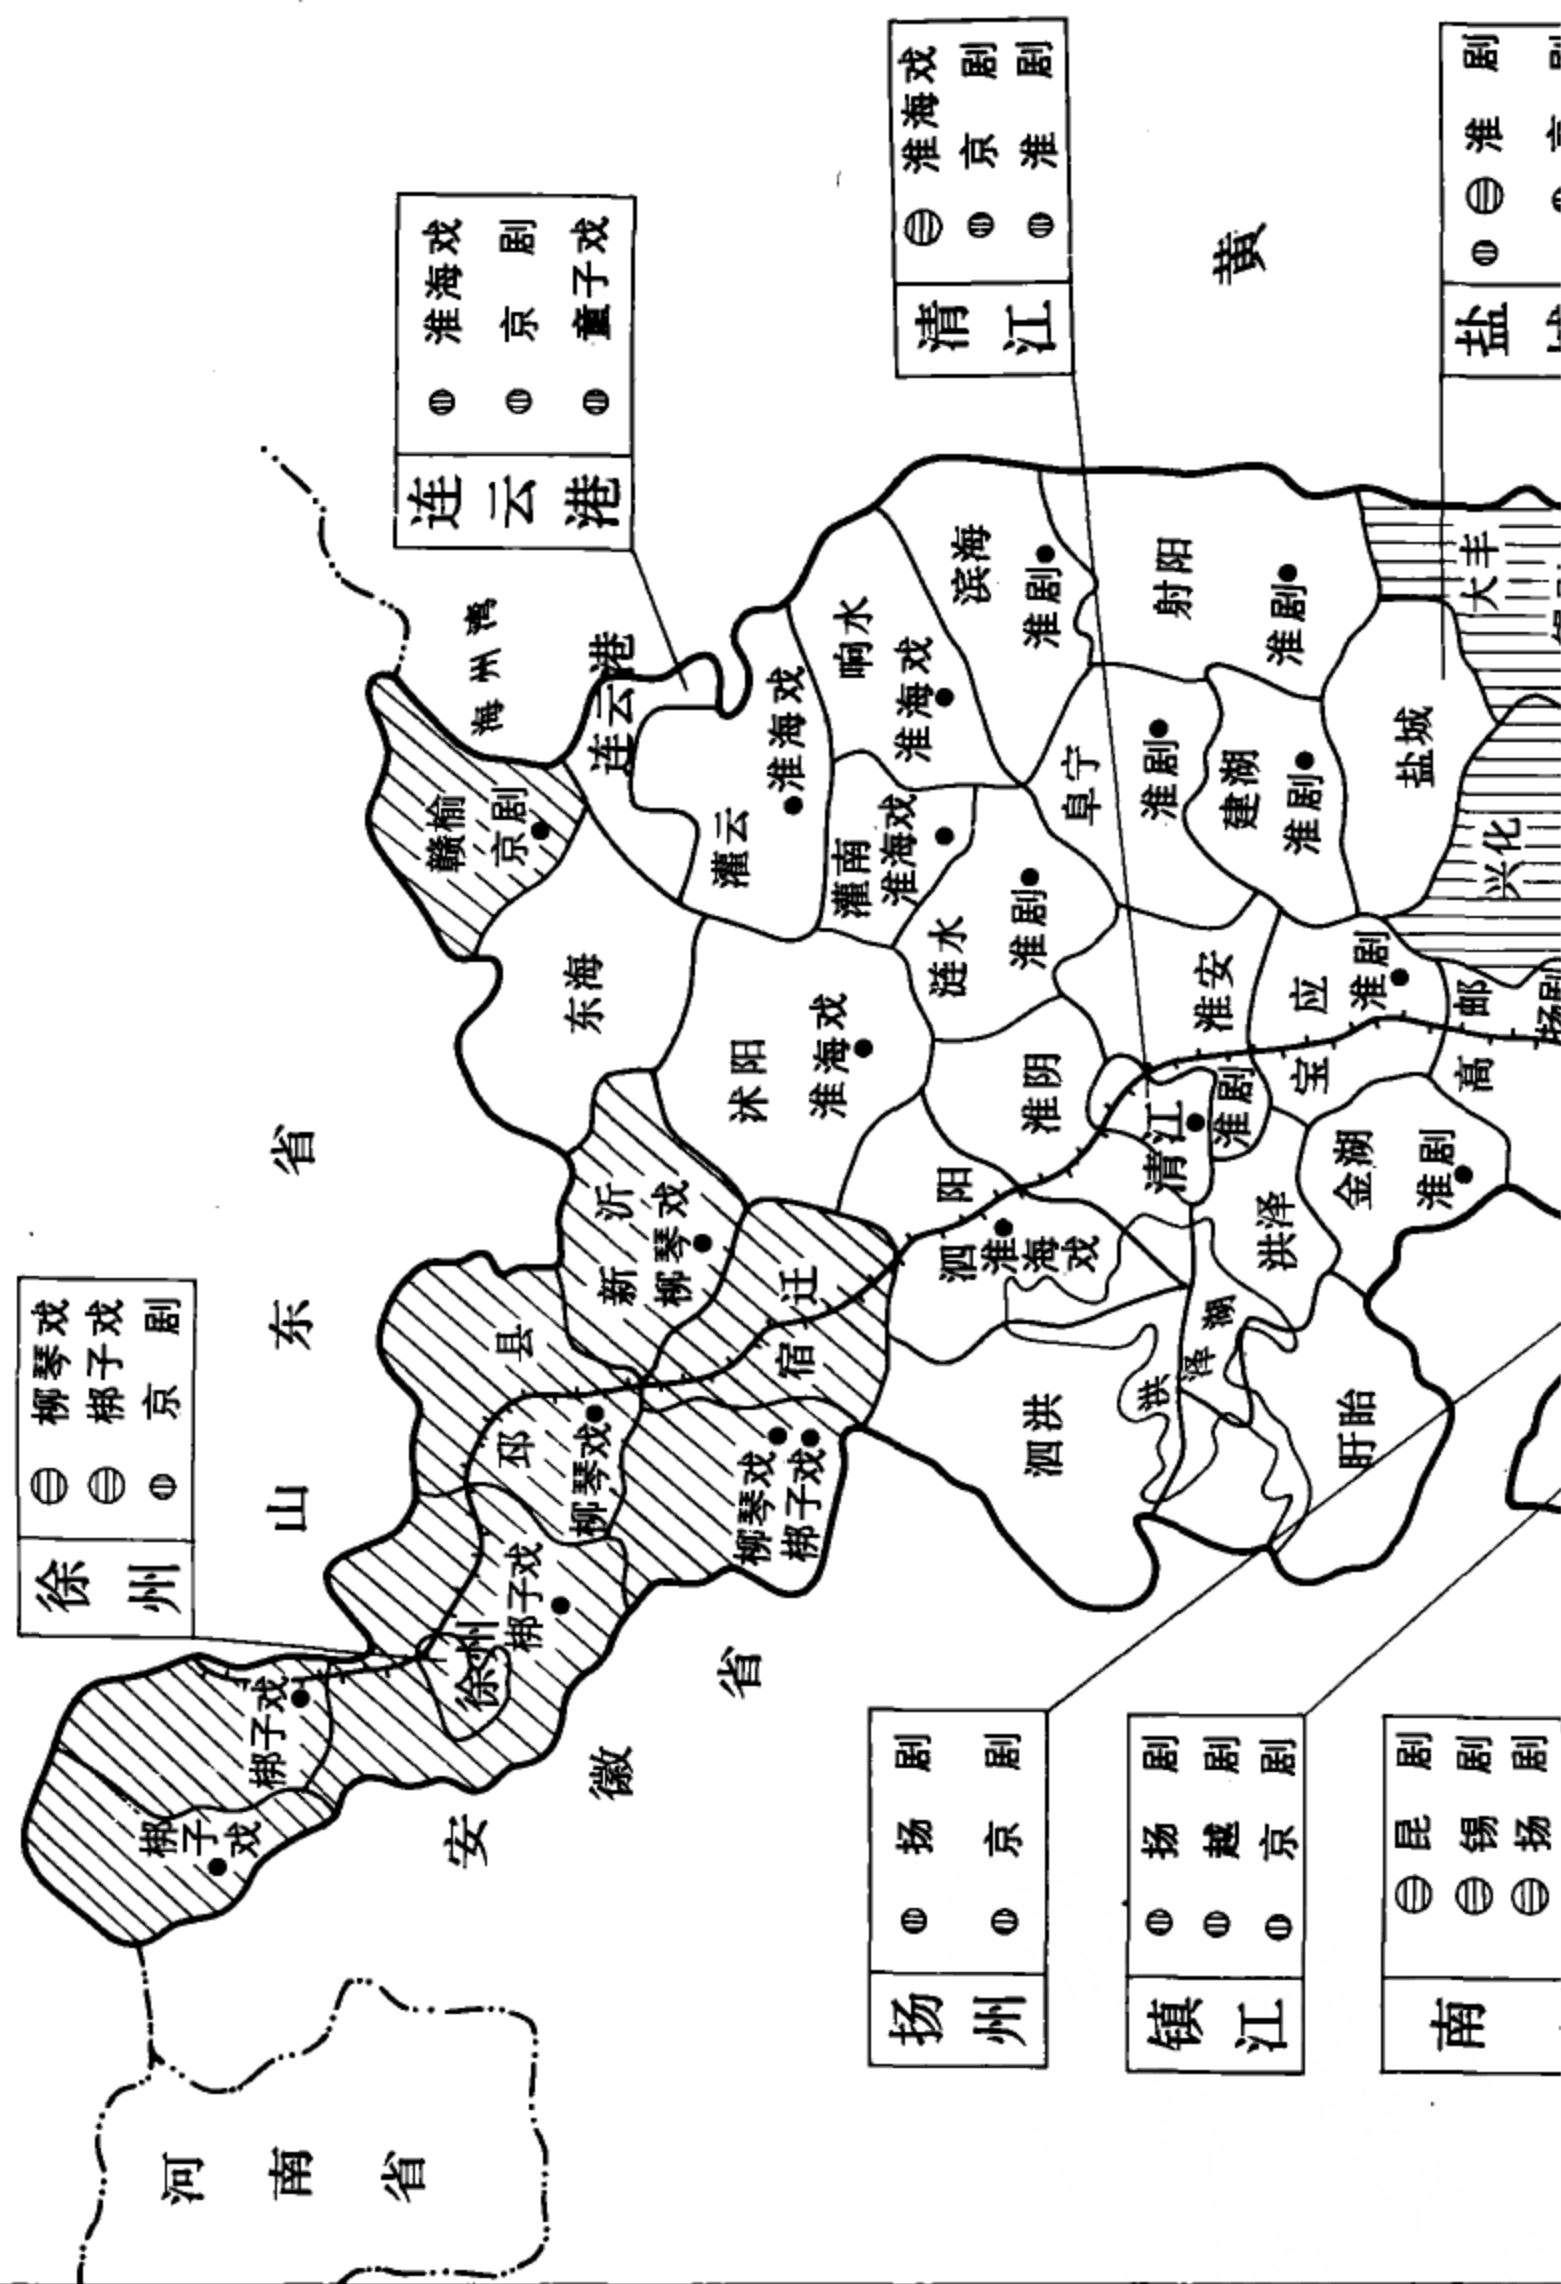 徐州
柳琴戏
梆子戏
京剧
连云港
淮海戏
京剧
童子戏
清江
淮海戏
京剧
淮剧
盐
淮剧
扬州
扬剧
京剧
镇江
扬剧
越剧
京剧
南
昆剧
锡剧
扬剧
河南省
山东省
安徽省
黄
海州湾
梆子戏
梆子戏
徐州
梆子戏
邳县
柳琴戏
柳琴戏
梆子戏
新沂
柳琴戏
宿迁
赣榆
京剧
东海
连云港
灌云
淮海戏
响水
淮海戏
灌南
淮海戏
沭阳
淮海戏
滨海
淮剧
射阳
淮剧
阜宁
淮剧
建湖
淮剧
盐城
大丰
兴化
涟水
淮剧
淮阴
淮安
淮剧
清江
泗阳
淮海戏
泗洪
洪泽湖
洪泽
盱眙
金湖
淮剧
宝应
淮剧
高邮
扬剧